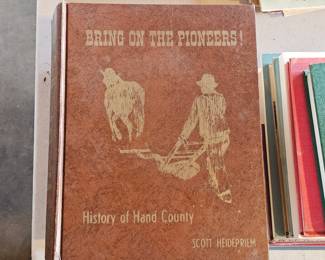 BRING ON THE PIONEERS!
History of Hand County
SCOTT HEIDEPRIEM